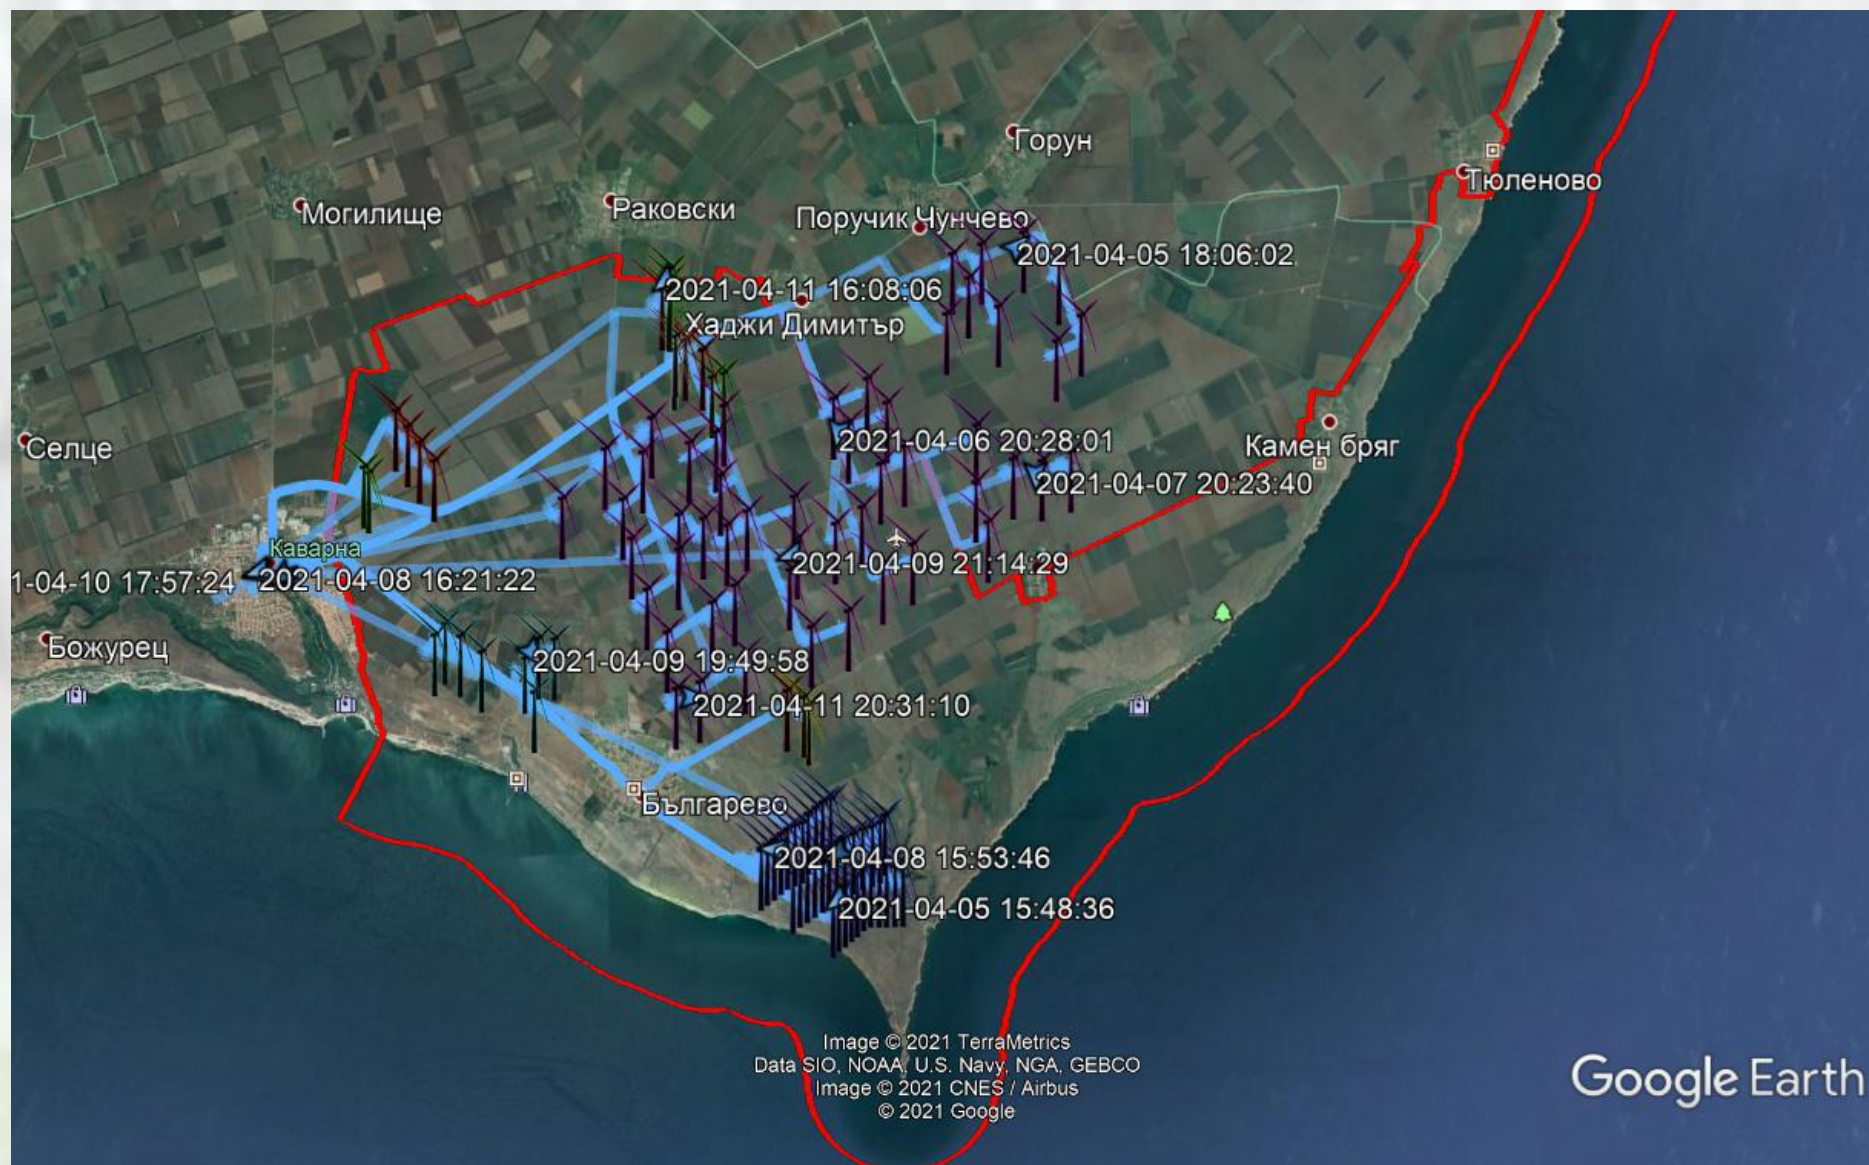 Горун
Тюленово
Могилище
Раковски
Поручик Чунчево
2021-04-05 18:06:02
2021-04-11 16:08:06
Хаджи Димитър
2021-04-06 20:28:01
Камен бряг
Селце
2021-04-07 20:23:40
Каварна
2021-04-09 21:14:29
1-04-10 17:57:24
2021-04-08 16:21:22
Божурец
2021-04-09 19:49:58
2021-04-11 20:31:10
Българево
2021-04-08 15:53:46
2021-04-05 15:48:36
Image © 2021 TerraMetrics
Data SIO, NOAA, U.S. Navy, NGA, GEBCO
Image © 2021 CNES / Airbus
© 2021 Google
Google Earth